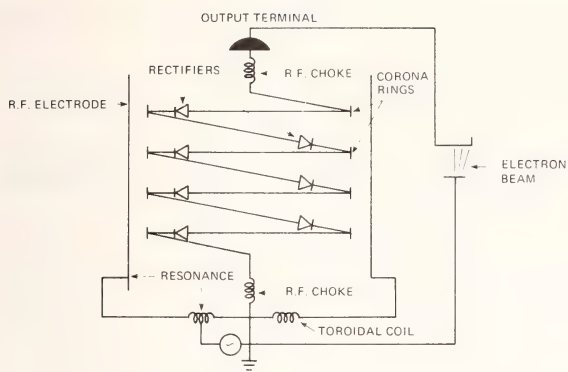 OUTPUT TERMINAL
RECTIFIERS
R.F. CHOKE
CORONA
RINGS
R.F. ELECTRODE
ELECTRON
BEAM
RESONANCE
R.F. CHOKE
TOROIDAL COIL